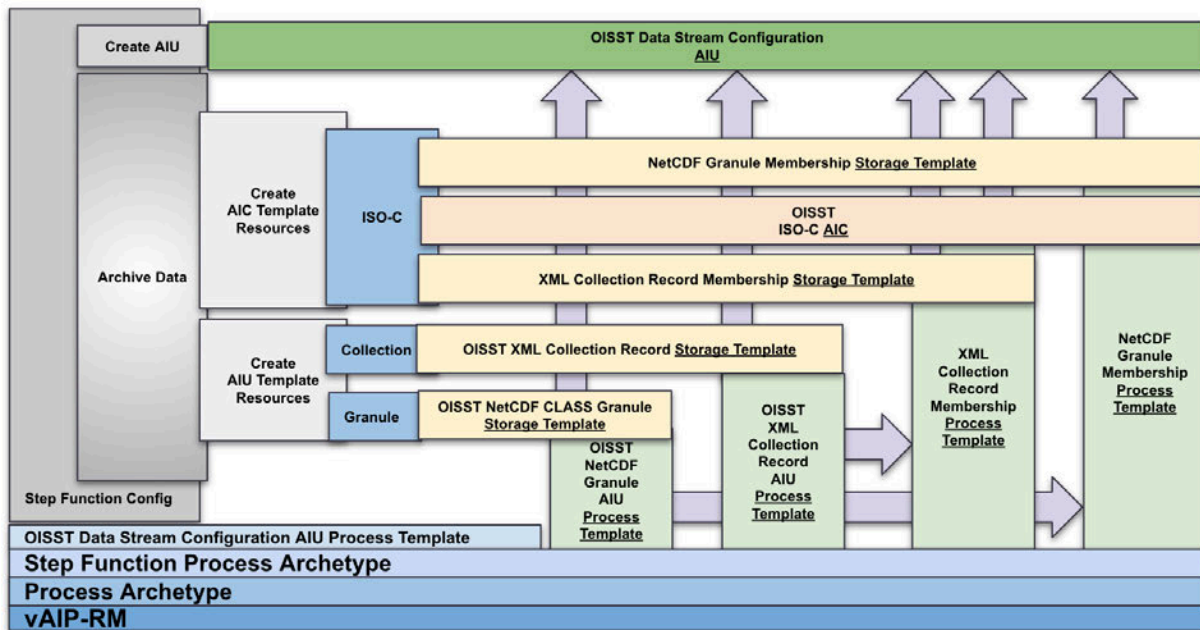 Create AIU
OISST Data Stream Configuration
AIU
NetCDF Granule Membership Storage Template
Create
AIC Template
Resources
ISO-C
OISST
ISO-C AIC
Archive Data
XML Collection Record Membership Storage Template
Create
AIU Template
Resources
Collection
OISST XML Collection Record Storage Template
Granule
OISST NetCDF CLASS Granule
Storage Template
OISST
NetCDF
Granule
AIU
Process
Template
OISST
XML
Collection
Record
AIU
Process
Template
XML
Collection
Record
Membership
Process
Template
NetCDF
Granule
Membership
Process
Template
Step Function Config
OISST Data Stream Configuration AIU Process Template
Step Function Process Archetype
Process Archetype
vAIP-RM